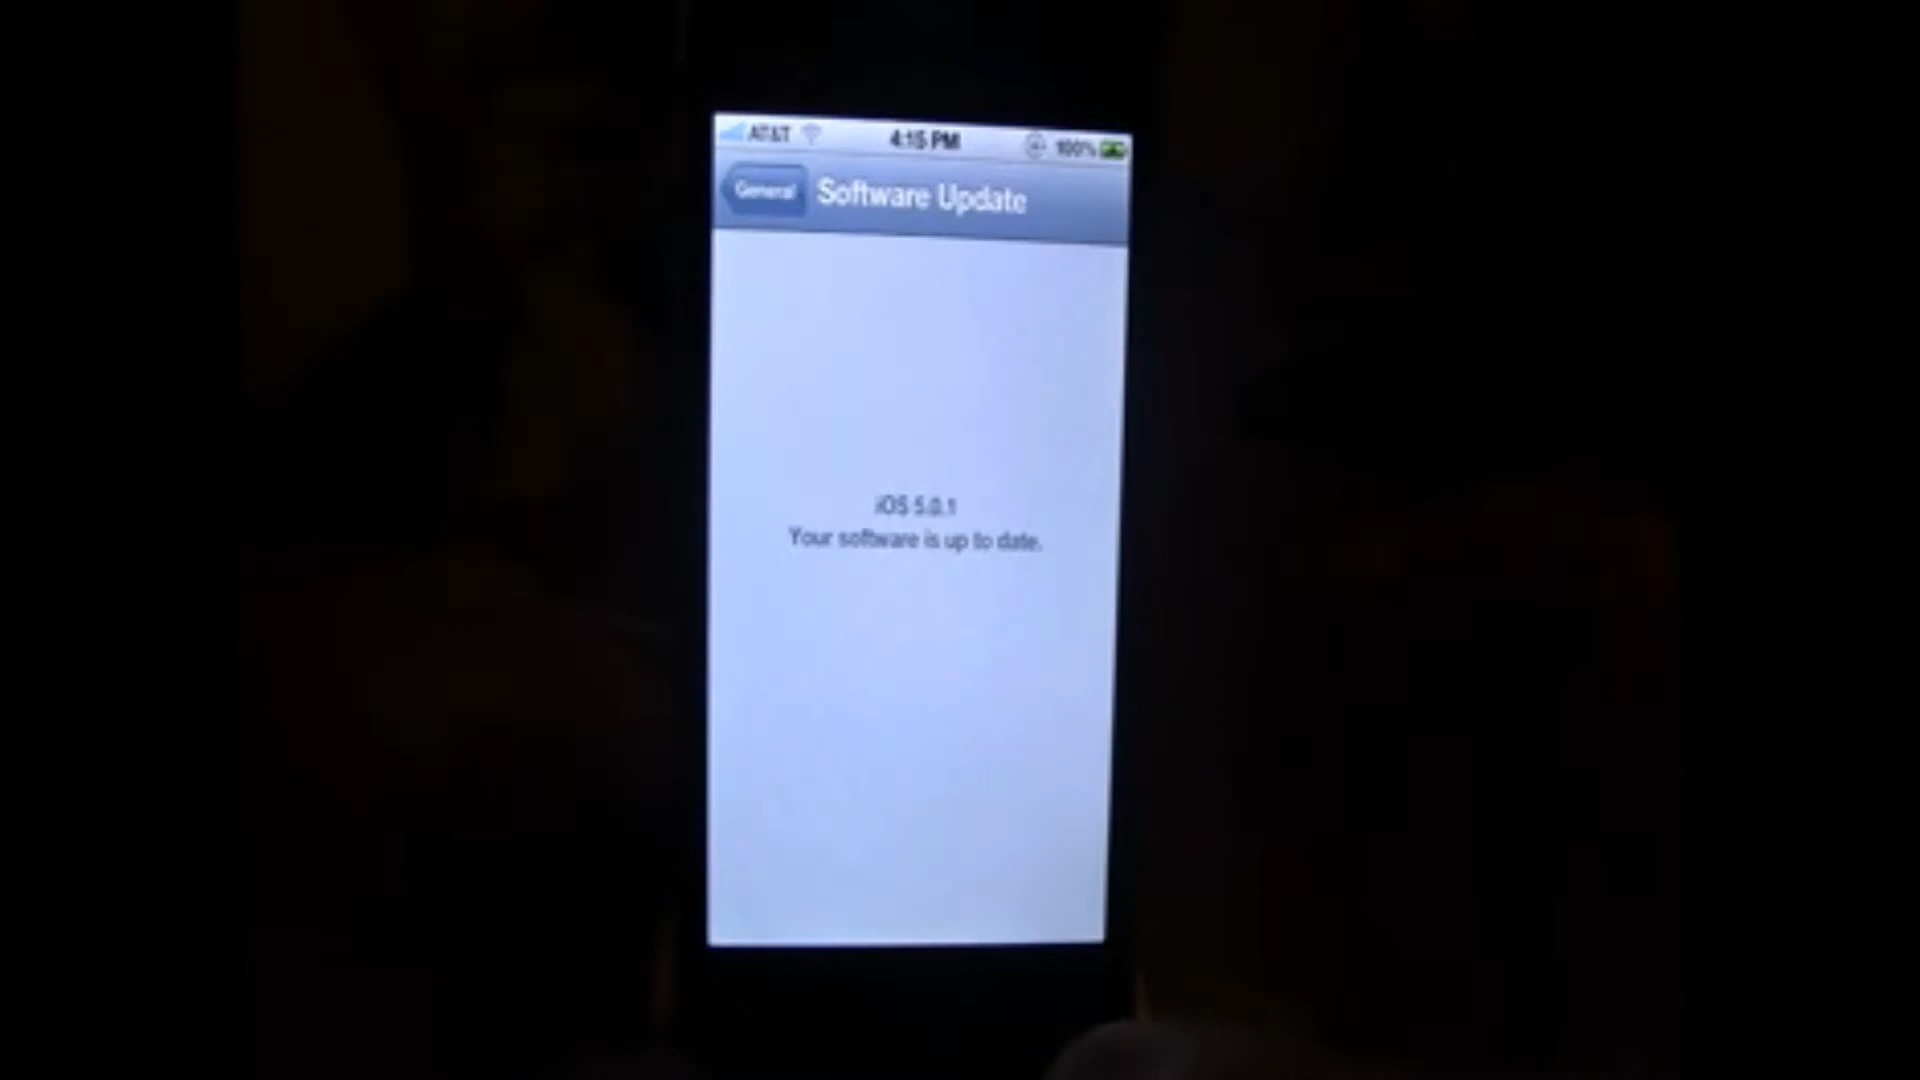 AT&T 4:15 PM 100%
General Software Update
iOS 5.0.1
Your software is up to date.